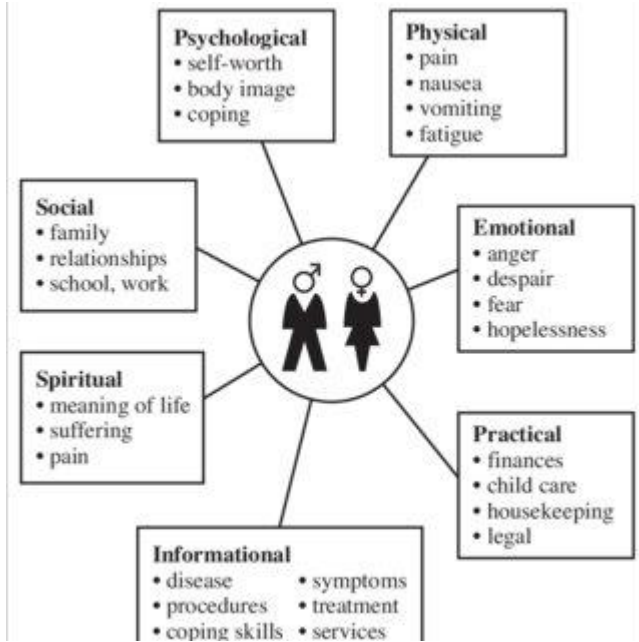 Psychological
• self-worth
• body image
• coping
Physical
• pain
• nausea
• vomiting
• fatigue
Social
• family
• relationships
• school, work
Emotional
• anger
• despair
• fear
• hopelessness
Spiritual
• meaning of life
• suffering
• pain
Practical
• finances
• child care
• housekeeping
• legal
Informational
• disease • symptoms
• procedures • treatment
• coping skills • services